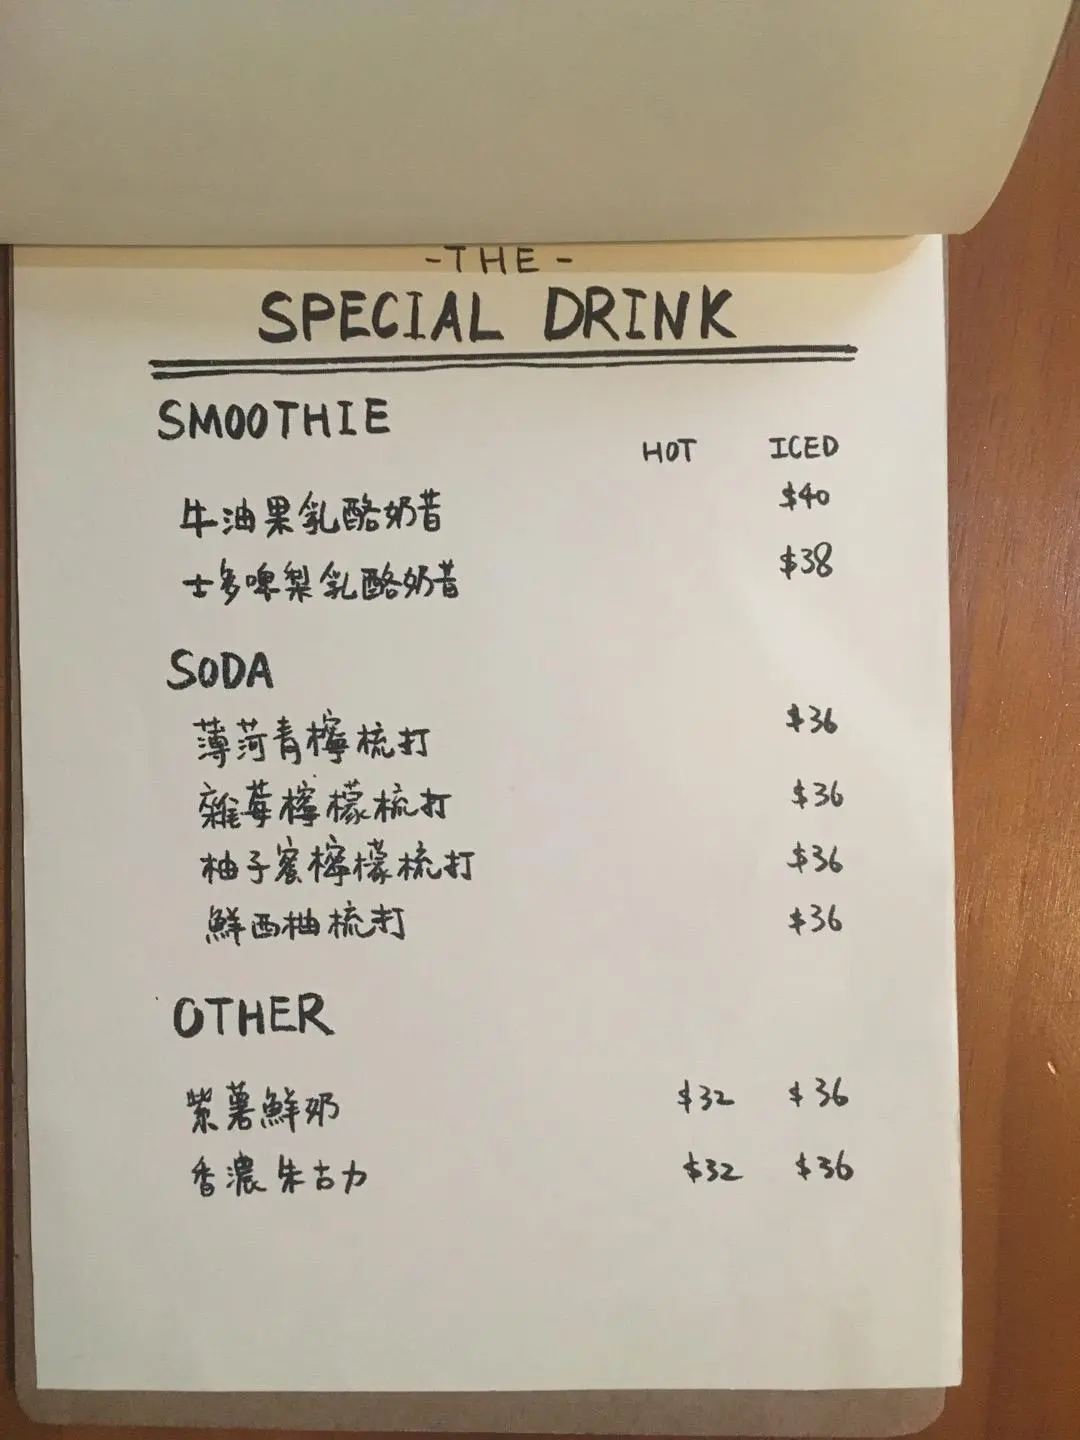 -THE-
SPECIAL DRINK
SMOOTHIE
HOT ICED
牛油果乳酪奶昔 $40
士多啤梨乳酪奶昔 $38
SODA
薄荷青檸梳打 $36
雜莓檸檬梳打 $36
柚子蜜檸檬梳打 $36
鮮西柚梳打 $36
OTHER
紫薯鮮奶 $32 $36
香濃朱古力 $32 $36